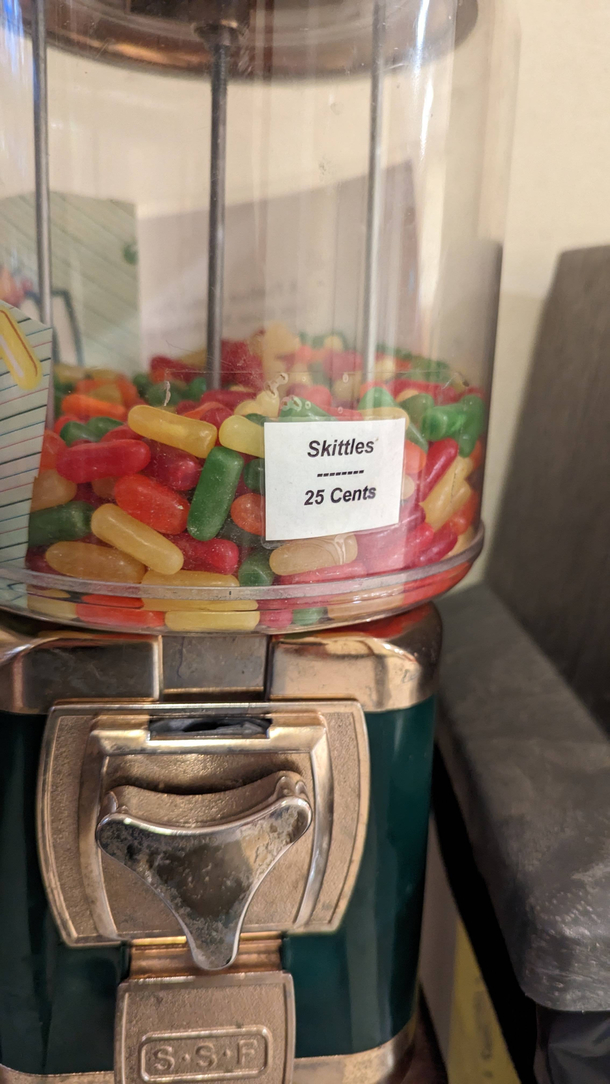 Skittles
--------
25 Cents
S·S·F